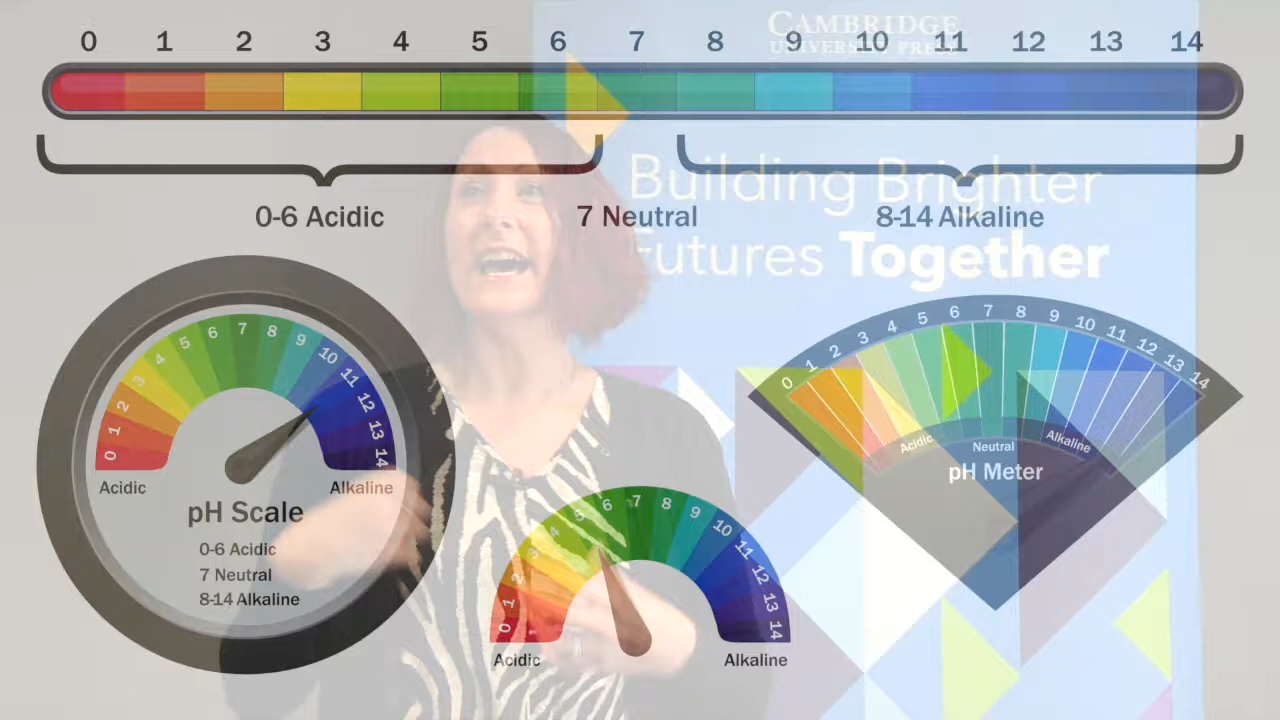 0 1 2 3 4 5 6 7 8 9 10 11 12 13 14
0-6 Acidic 7 Neutral 8-14 Alkaline
CAMBRIDGE
UNIVERSITY PRESS
Building Brighter
Futures Together
0 1 2 3 4 5 6 7 8 9 10 11 12 13 14
Acidic Alkaline
pH Scale
0-6 Acidic
7 Neutral
8-14 Alkaline
0 1 2 3 4 5 6 7 8 9 10 11 12 13 14
Acidic Alkaline
0 1 2 3 4 5 6 7 8 9 10 11 12 13 14
Acidic Neutral Alkaline
pH Meter